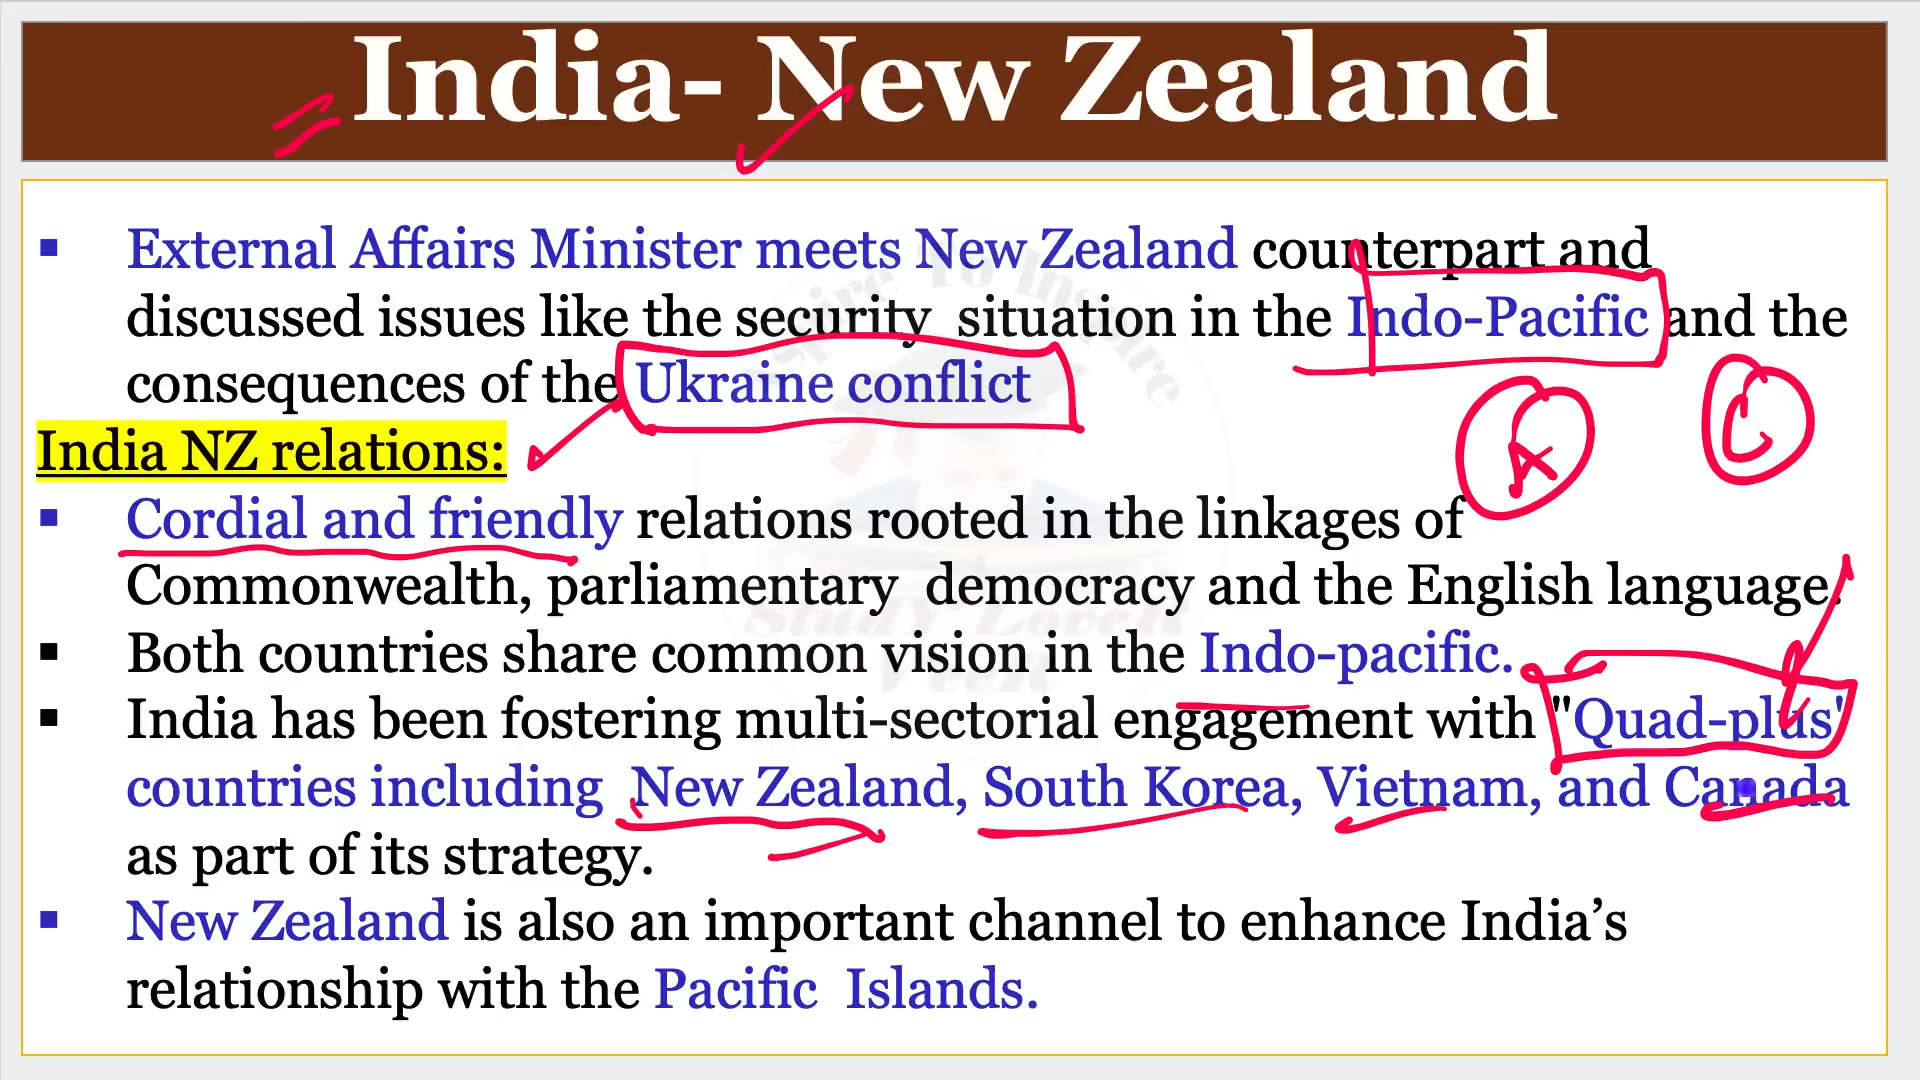 India- New Zealand
▪ External Affairs Minister meets New Zealand counterpart and
discussed issues like the security situation in the Indo-Pacific and the
consequences of the Ukraine conflict
India NZ relations:
▪ Cordial and friendly relations rooted in the linkages of
Commonwealth, parliamentary democracy and the English language.
▪ Both countries share common vision in the Indo-pacific.
▪ India has been fostering multi-sectorial engagement with "Quad-plus'
countries including New Zealand, South Korea, Vietnam, and Canada
as part of its strategy.
▪ New Zealand is also an important channel to enhance India’s
relationship with the Pacific Islands.
StudY LoveR
VeeR
To Inspire
C